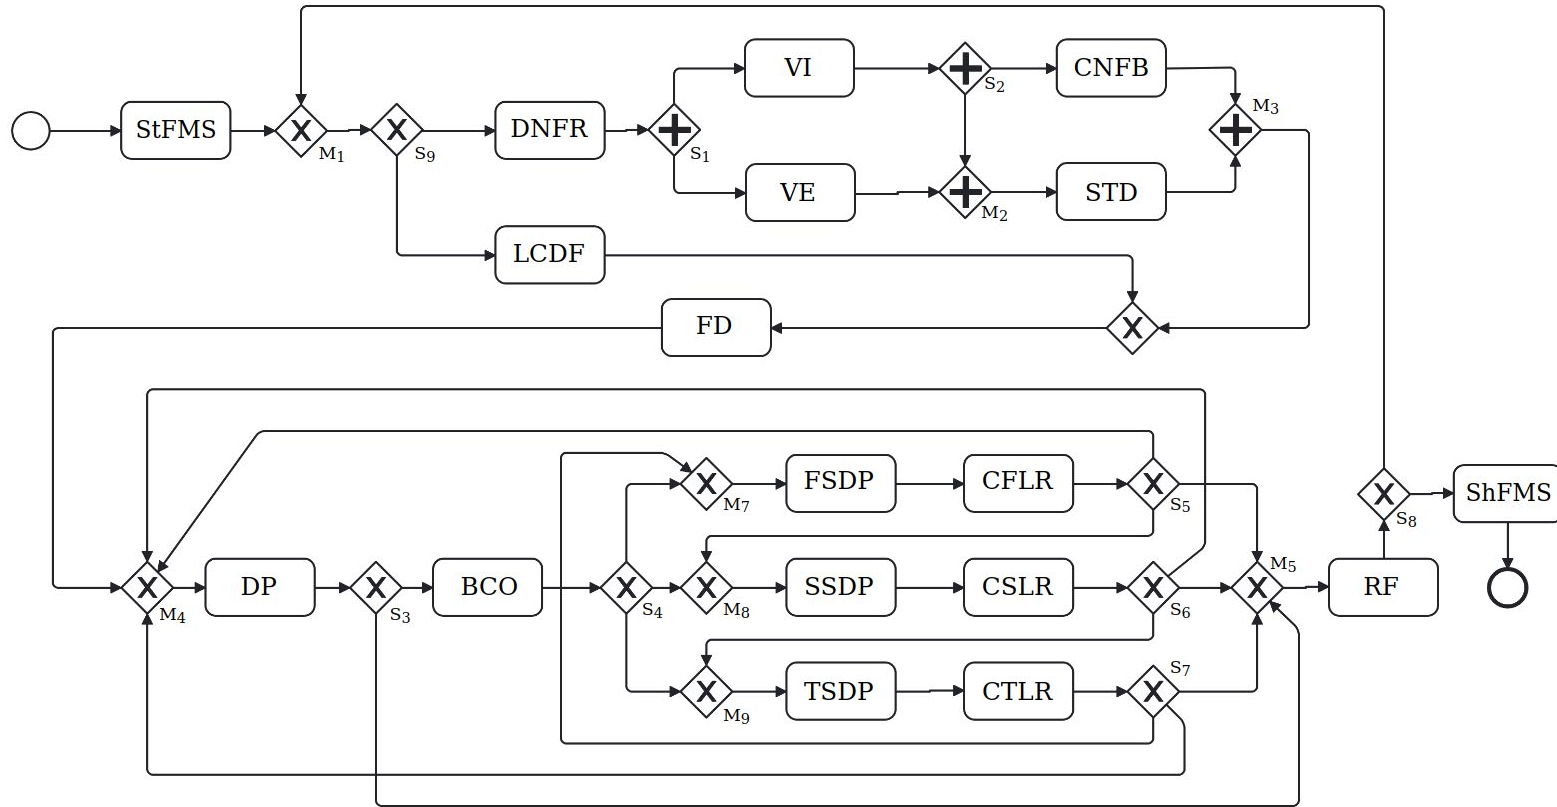 VI
CNFB
S2
M3
StFMS
DNFR
M1
S9
S1
VE
STD
M2
LCDF
FD
FSDP
CFLR
M7
S5
ShFMS
S8
M5
DP
BCO
SSDP
CSLR
RF
M4
S3
S4
M8
S6
S7
TSDP
CTLR
M9